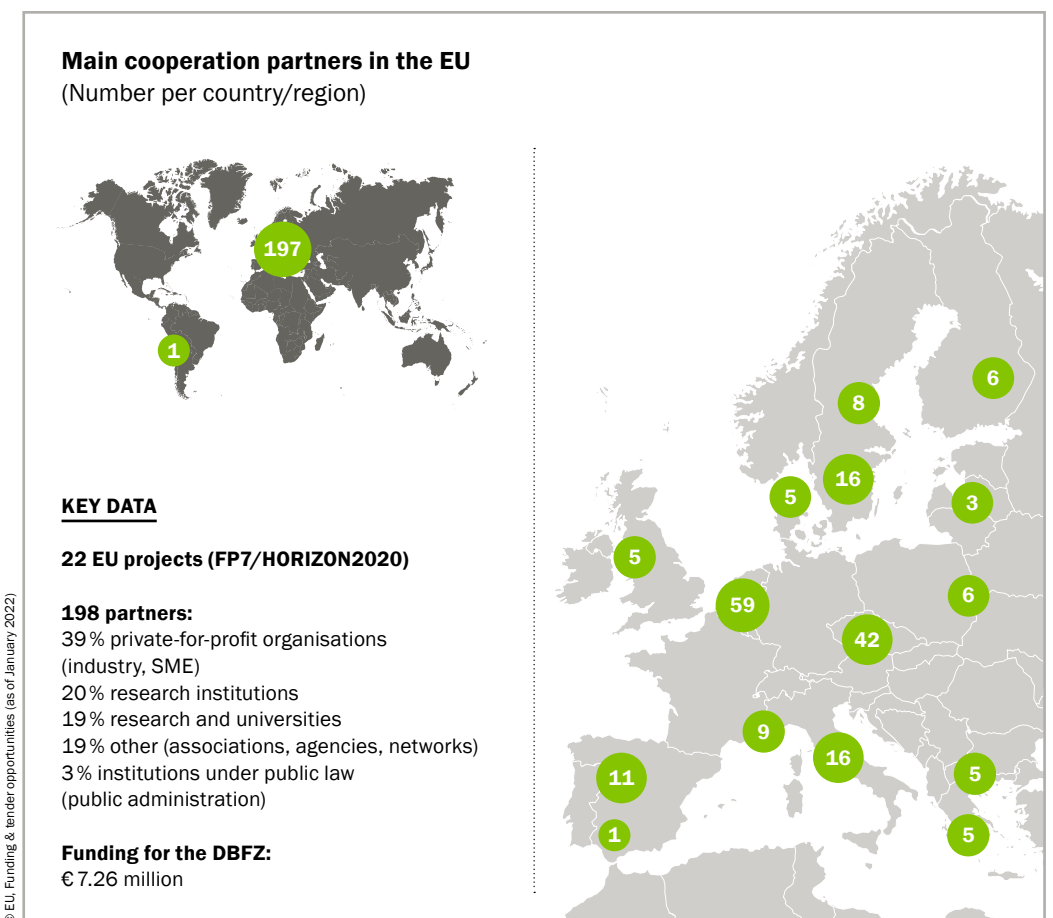 Main cooperation partners in the EU
(Number per country/region)
197
1
KEY DATA
22 EU projects (FP7/HORIZON2020)
198 partners:
39 % private-for-profit organisations
(industry, SME)
20 % research institutions
19 % research and universities
19 % other (associations, agencies, networks)
3 % institutions under public law
(public administration)
Funding for the DBFZ:
€ 7.26 million
6
8
16
5
3
5
6
59
42
9
16
11
5
1
5
© EU, Funding & tender opportunities (as of January 2022)